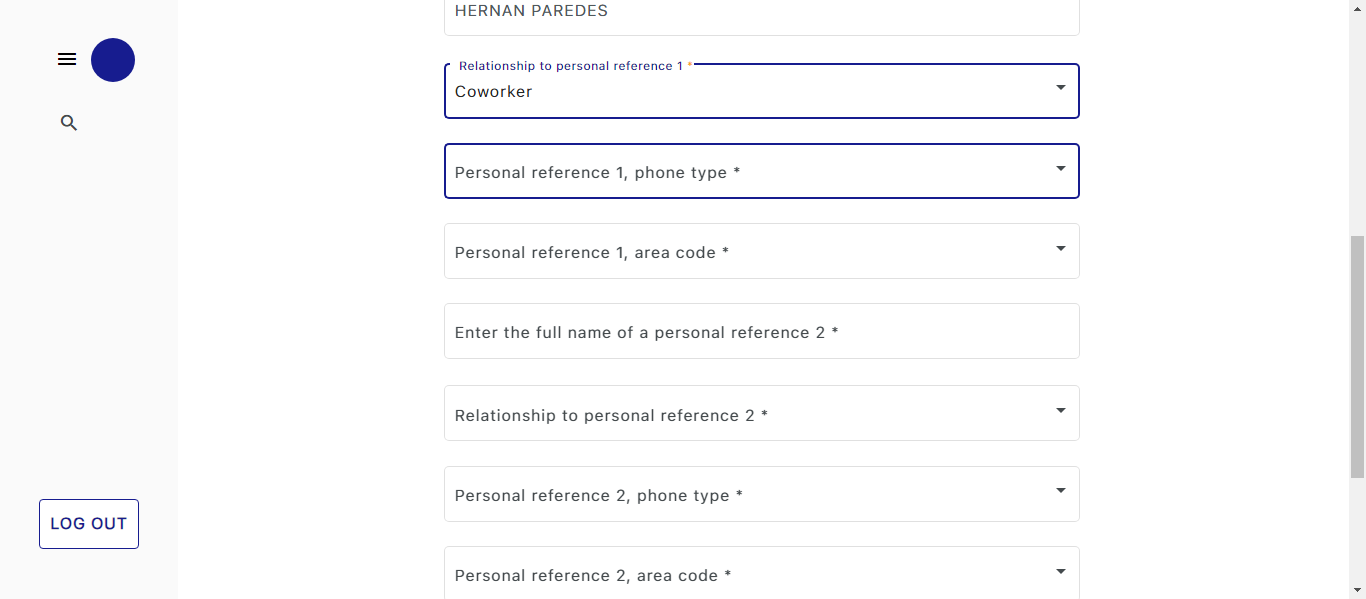 HERNAN PAREDES
Relationship to personal reference 1 *
Coworker
Personal reference 1, phone type *
Personal reference 1, area code *
Enter the full name of a personal reference 2 *
Relationship to personal reference 2 *
Personal reference 2, phone type *
LOG OUT
Personal reference 2, area code *